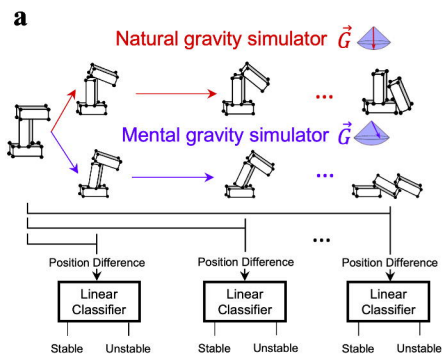 a
Natural gravity simulator G⃗
...
Mental gravity simulator G⃗
...
...
Position Difference Position Difference Position Difference
Linear Linear Linear
Classifier Classifier Classifier
Stable Unstable Stable Unstable Stable Unstable